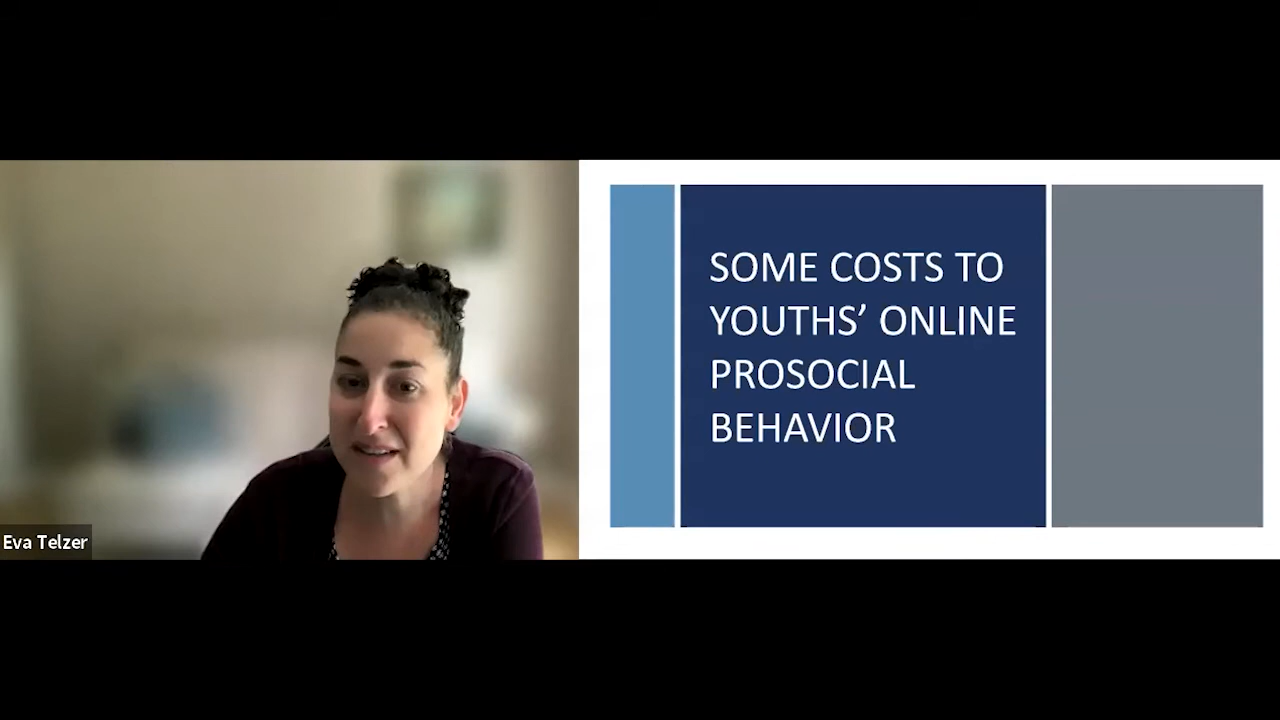 Eva Telzer
SOME COSTS TO
YOUTHS’ ONLINE
PROSOCIAL
BEHAVIOR